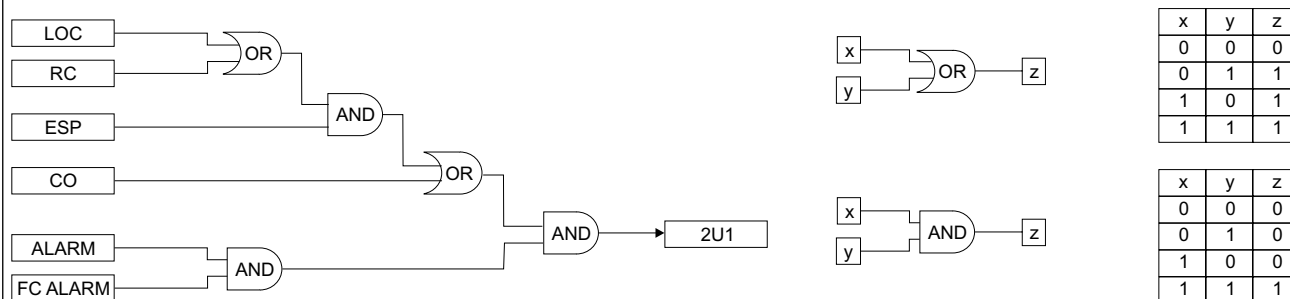 LOC
RC
OR
ESP
AND
CO
OR
ALARM
FC ALARM
AND
AND
2U1
x
y
OR
z
x
y
AND
z
x y z
0 0 0
0 1 1
1 0 1
1 1 1
x y z
0 0 0
0 1 0
1 0 0
1 1 1